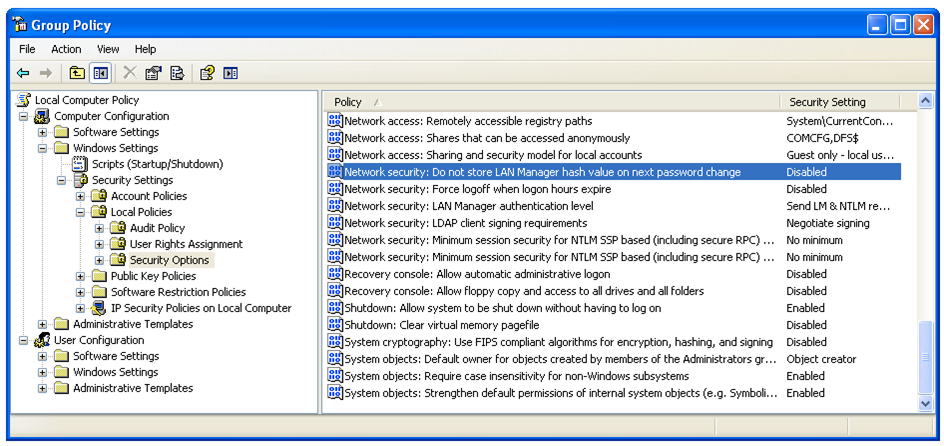 Group Policy
File Action View Help
Local Computer Policy
Computer Configuration
Software Settings
Windows Settings
Scripts (Startup/Shutdown)
Security Settings
Account Policies
Local Policies
Audit Policy
User Rights Assignment
Security Options
Public Key Policies
Software Restriction Policies
IP Security Policies on Local Computer
Administrative Templates
User Configuration
Software Settings
Windows Settings
Administrative Templates
Policy Security Setting
Network access: Remotely accessible registry paths System\CurrentCon...
Network access: Shares that can be accessed anonymously COMCFG,DFS$
Network access: Sharing and security model for local accounts Guest only - local us...
Network security: Do not store LAN Manager hash value on next password change Disabled
Network security: Force logoff when logon hours expire Disabled
Network security: LAN Manager authentication level Send LM & NTLM re...
Network security: LDAP client signing requirements Negotiate signing
Network security: Minimum session security for NTLM SSP based (including secure RPC) ... No minimum
Network security: Minimum session security for NTLM SSP based (including secure RPC) ... No minimum
Recovery console: Allow automatic administrative logon Disabled
Recovery console: Allow floppy copy and access to all drives and all folders Disabled
Shutdown: Allow system to be shut down without having to log on Enabled
Shutdown: Clear virtual memory pagefile Disabled
System cryptography: Use FIPS compliant algorithms for encryption, hashing, and signing Disabled
System objects: Default owner for objects created by members of the Administrators gr... Object creator
System objects: Require case insensitivity for non-Windows subsystems Enabled
System objects: Strengthen default permissions of internal system objects (e.g. Symboli... Enabled